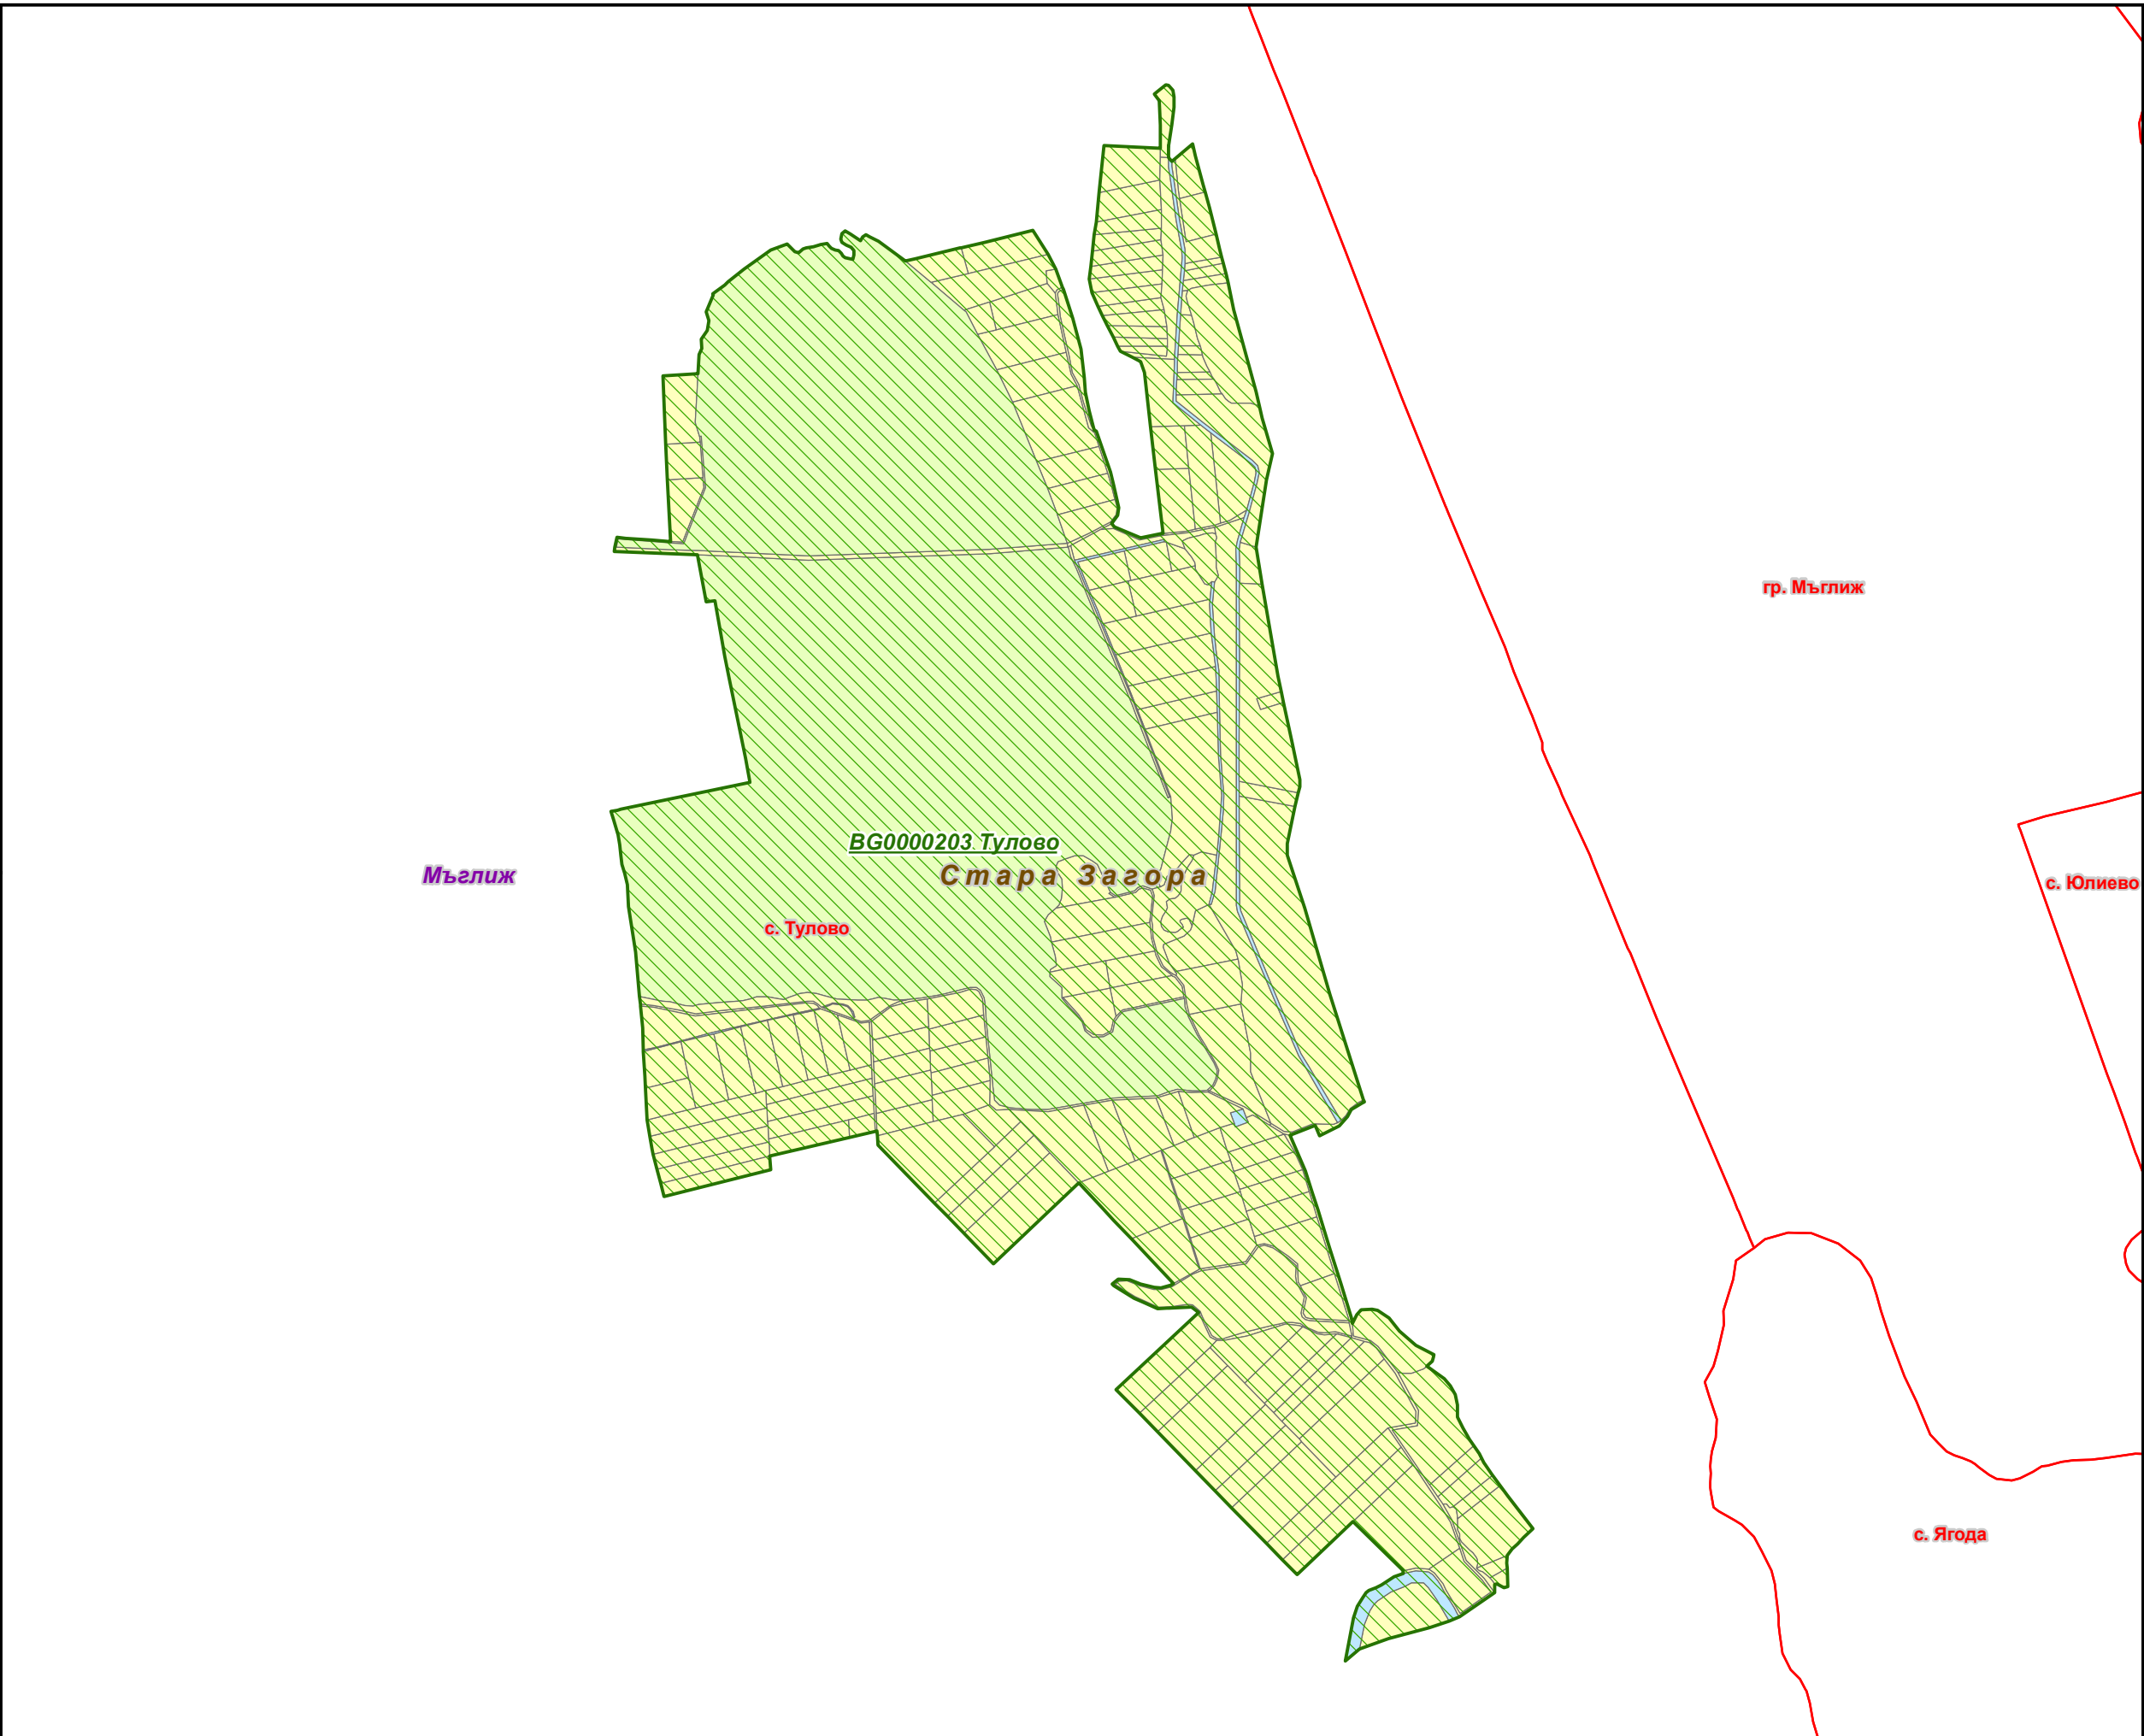 гр. Мъглиж
BG0000203 Тулово
Мъглиж
Стара Загора
с. Юлиево
с. Тулово
с. Ягода